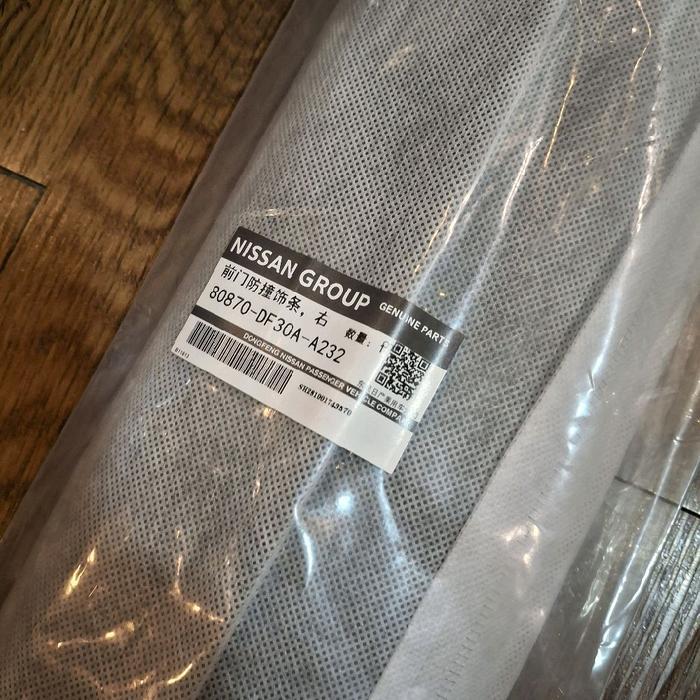 NISSAN GROUP GENUINE PARTS
前门防撞饰条，右
80870-DF30A-A232 数量：
DONGFENG NISSAN PASSENGER VEHICLE COMPANY